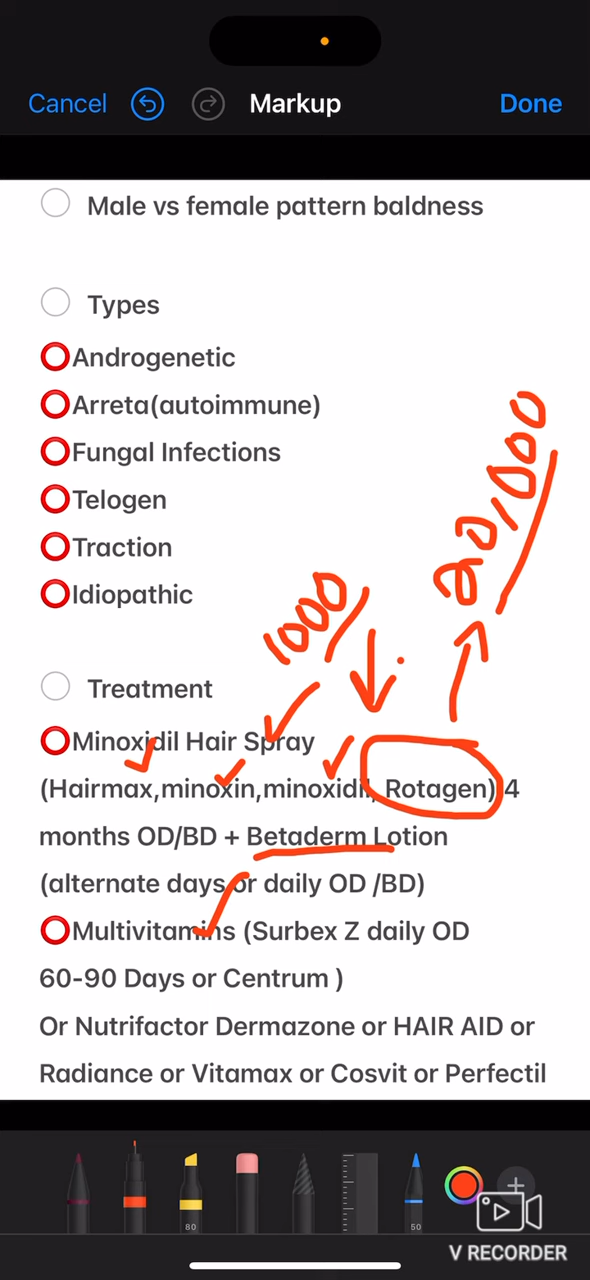 Cancel Markup Done
Male vs female pattern baldness
Types
Androgenetic
Arreta(autoimmune)
Fungal Infections
Telogen
Traction
Idiopathic
20,000
1000/
Treatment
Minoxidil Hair Spray
(Hairmax,minoxin,minoxidil, Rotagen) 4
months OD/BD + Betaderm Lotion
(alternate days or daily OD /BD)
Multivitamins (Surbex Z daily OD
60-90 Days or Centrum )
Or Nutrifactor Dermazone or HAIR AID or
Radiance or Vitamax or Cosvit or Perfectil
80
50
V RECORDER